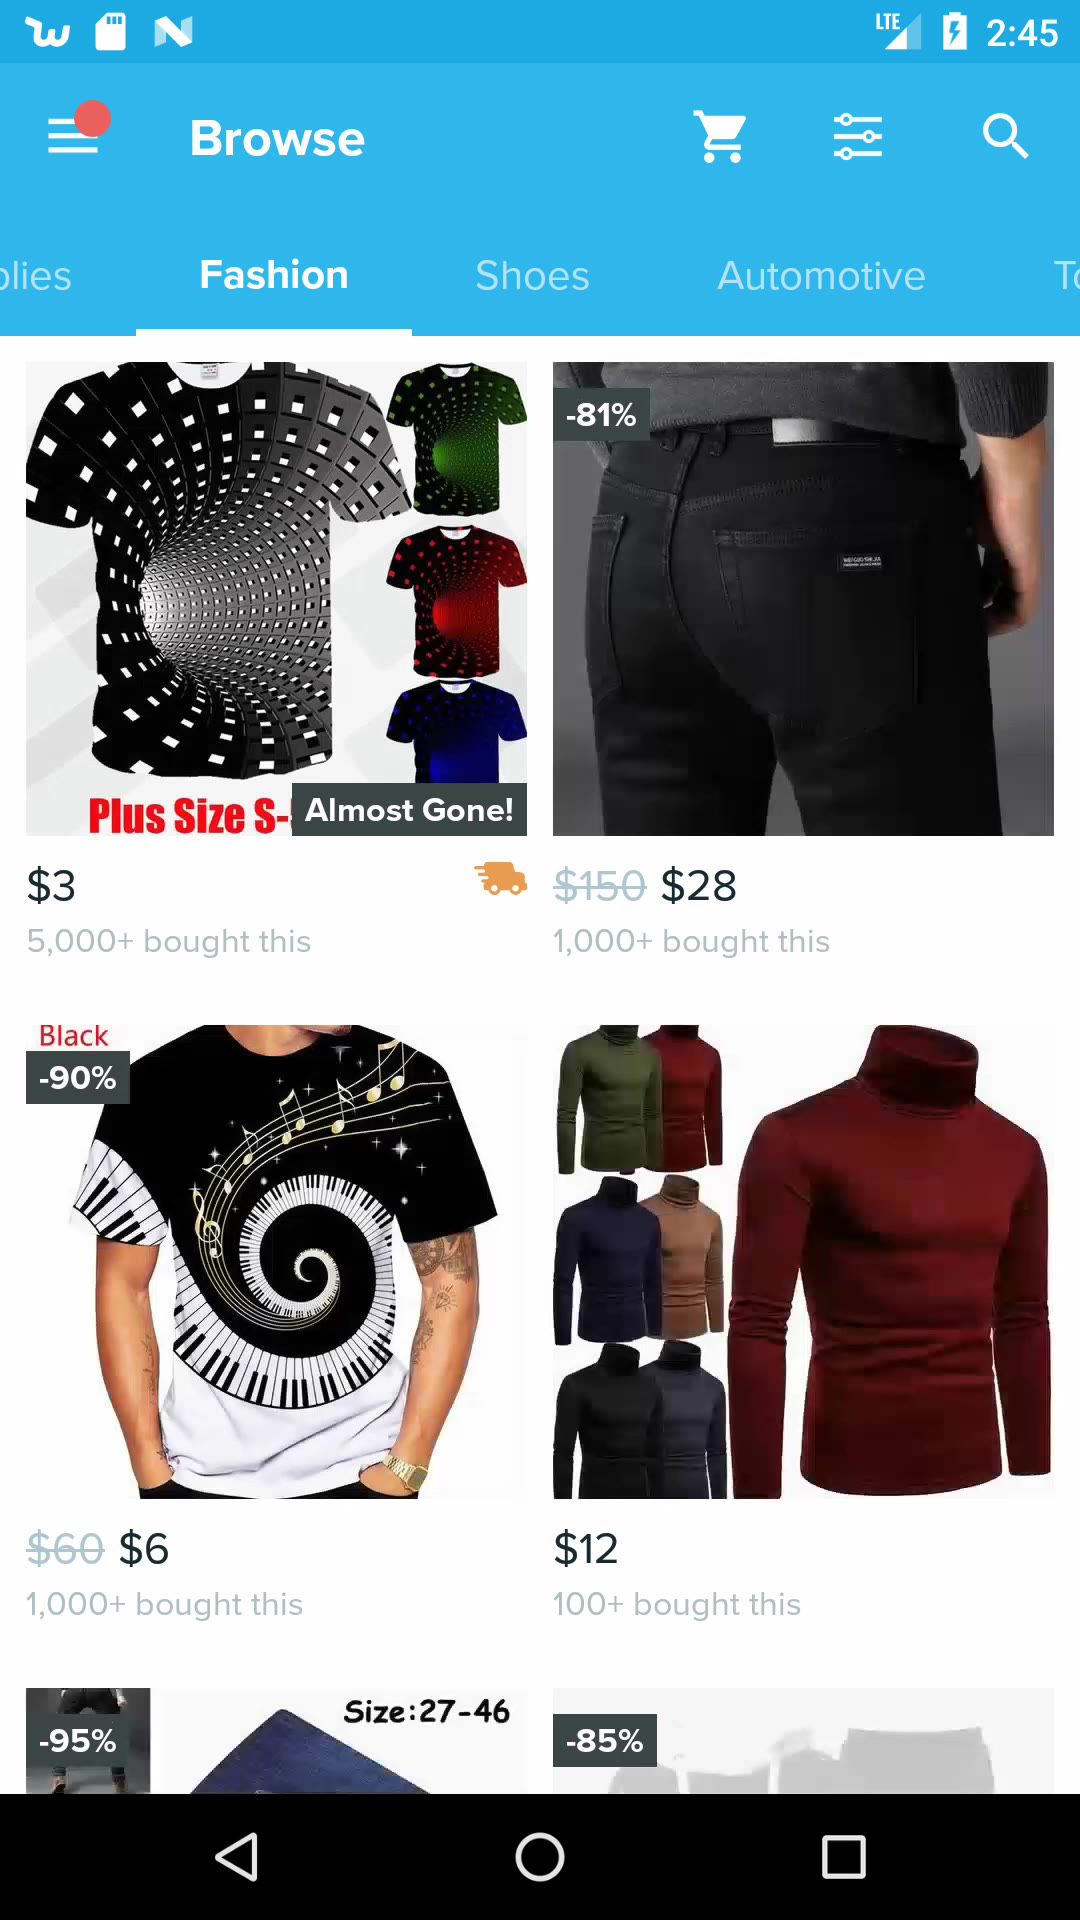 LTE 2:45
Browse
plies Fashion Shoes Automotive To
-81%
Plus Size S-
Almost Gone!
$3
$150 $28
5,000+ bought this
1,000+ bought this
Black
-90%
$60 $6
$12
1,000+ bought this
100+ bought this
-95%
Size:27-46
-85%